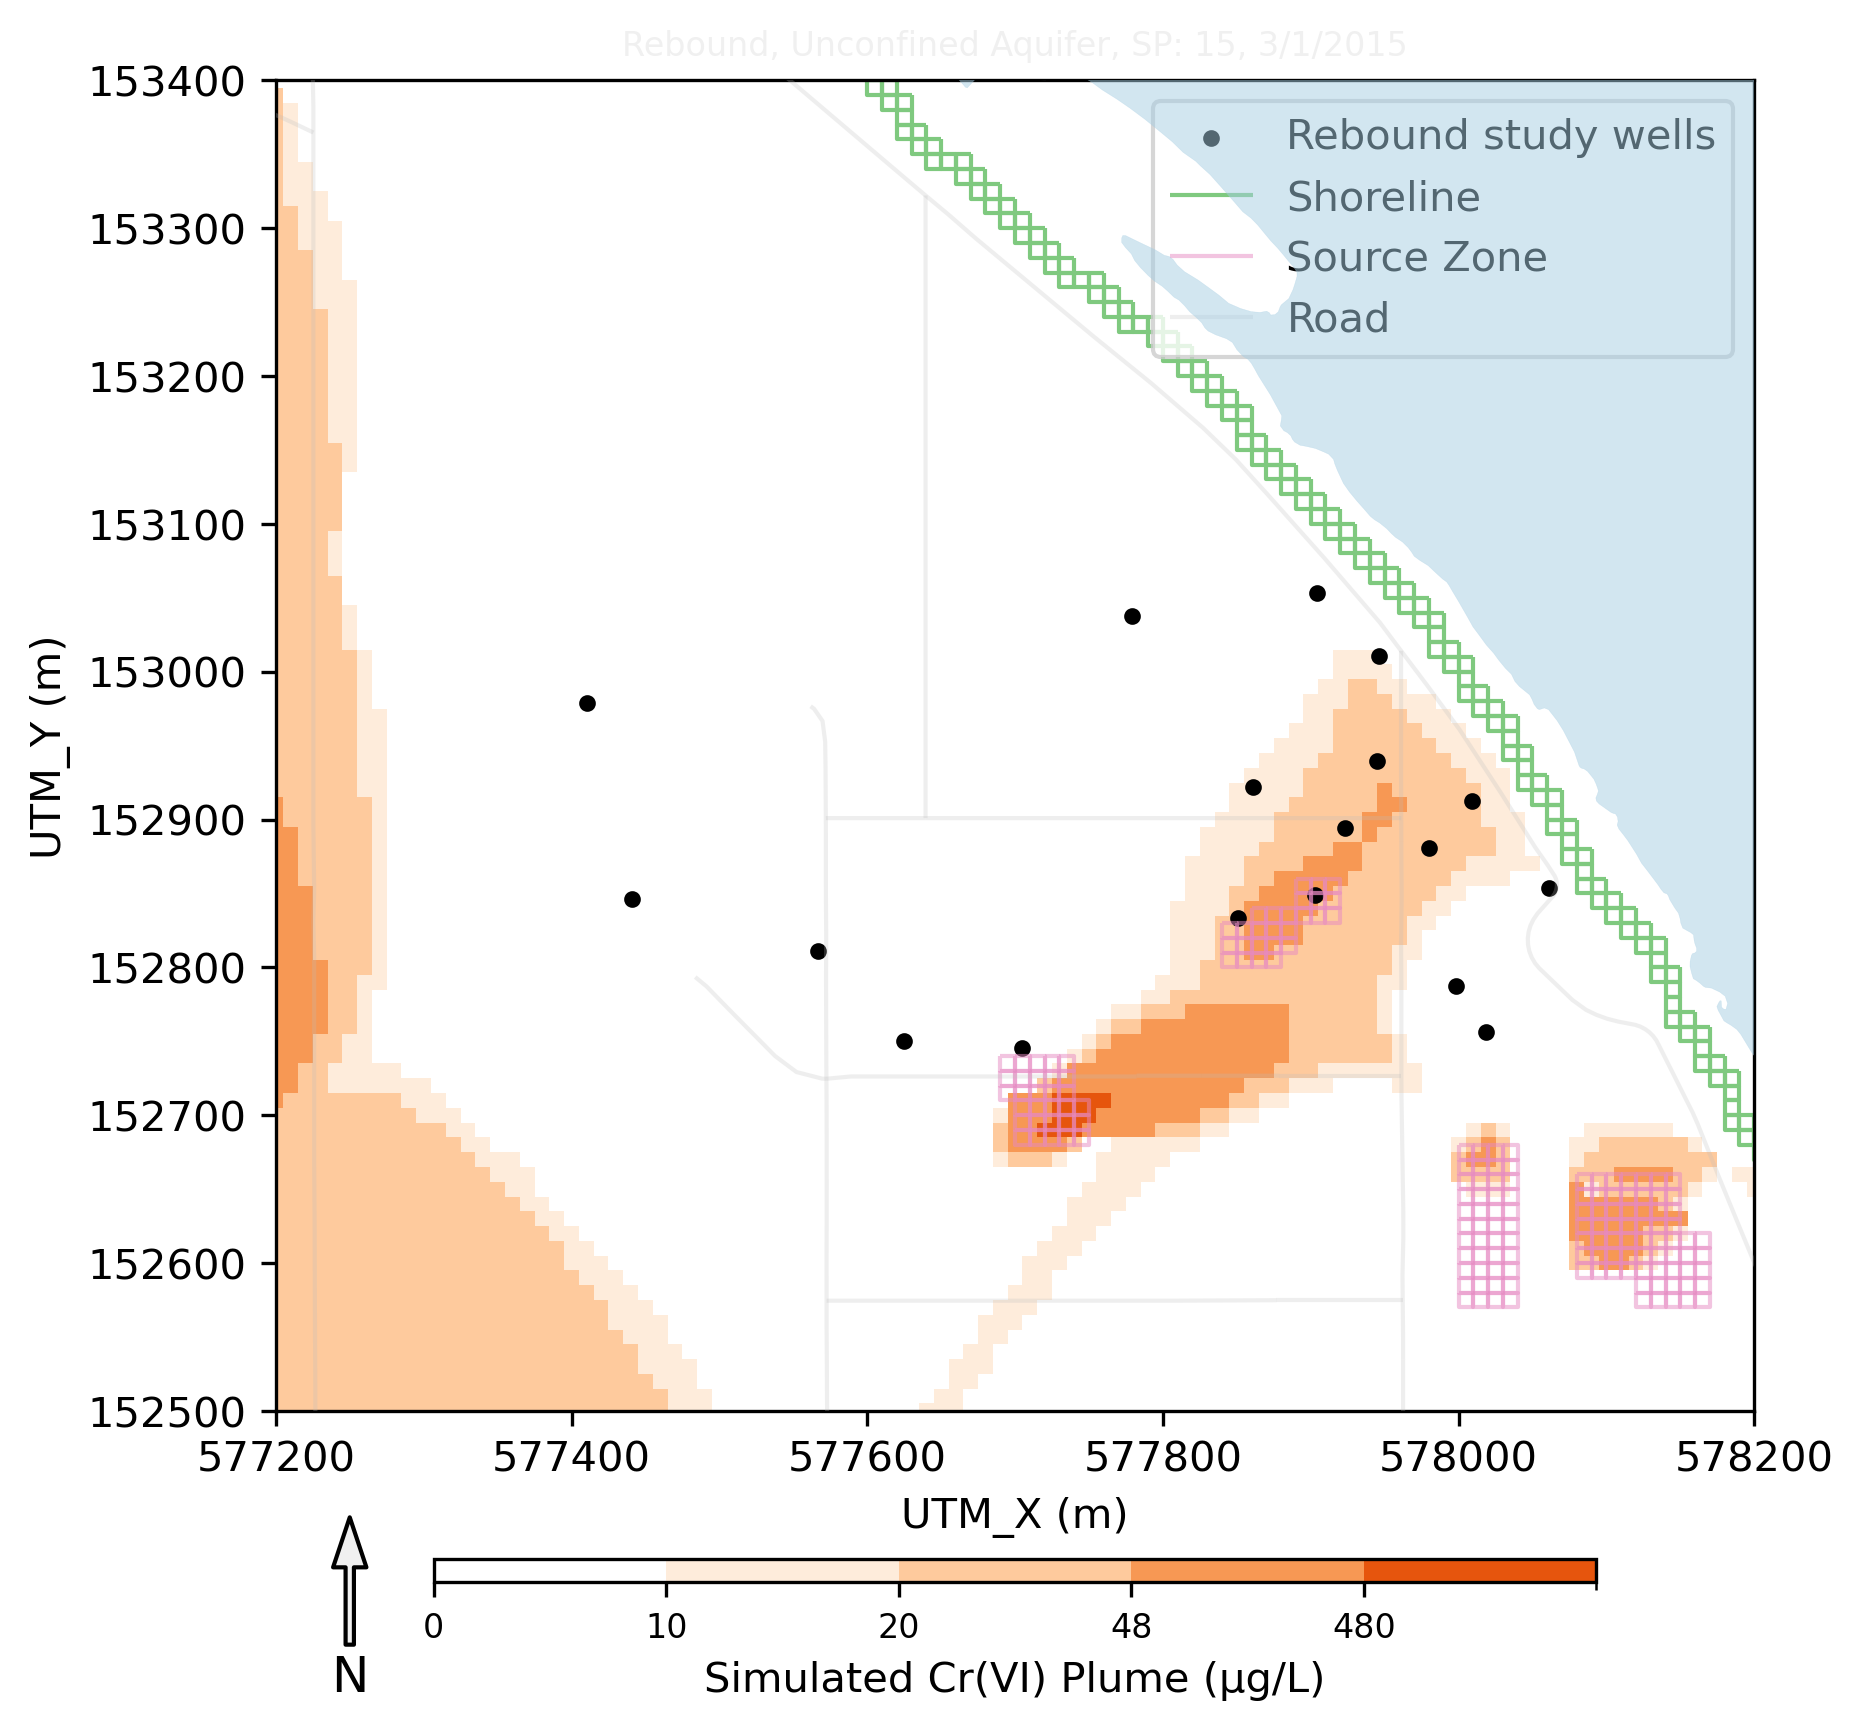 Rebound, Unconfined Aquifer, SP: 15, 3/1/2015
153400
153300
153200
153100
153000
152900
152800
152700
152600
152500
UTM_Y (m)
Rebound study wells
Shoreline
Source Zone
Road
577200
577400
577600
577800
578000
578200
UTM_X (m)
N
0
10
20
48
480
Simulated Cr(VI) Plume (μg/L)